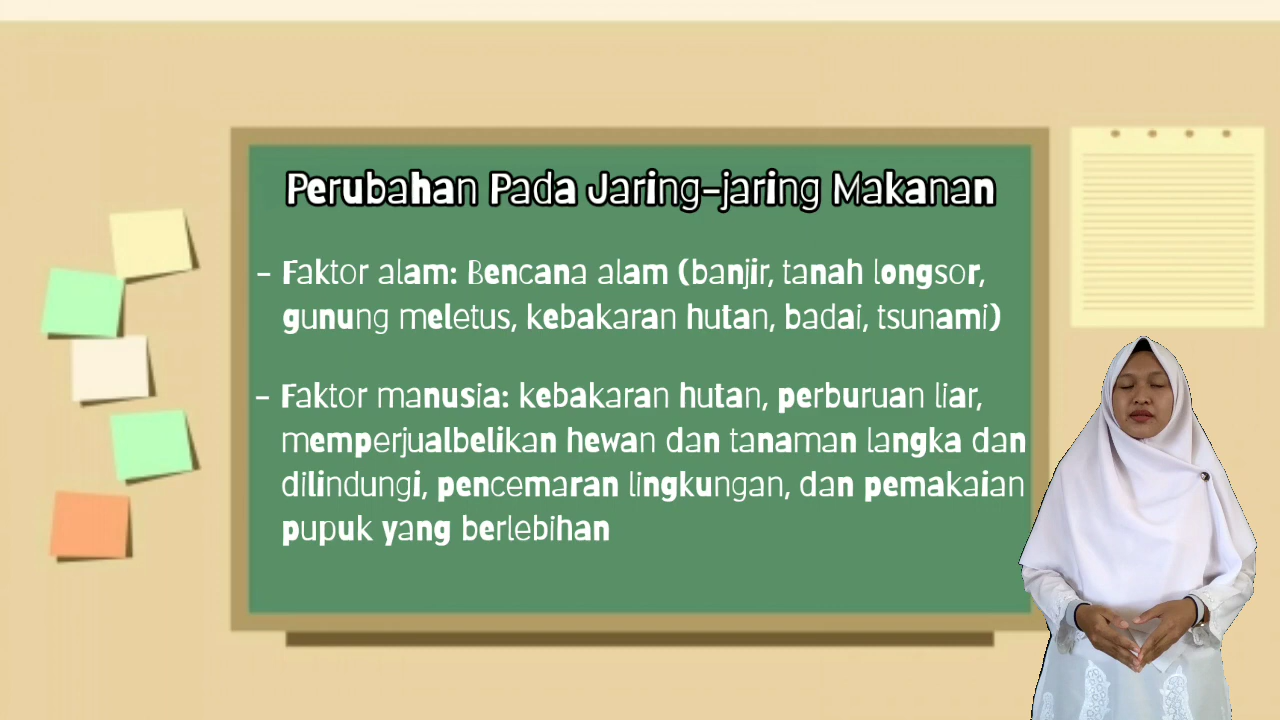 Perubahan Pada Jaring-jaring Makanan
- Faktor alam: Bencana alam (banjir, tanah longsor,
gunung meletus, kebakaran hutan, badai, tsunami)
- Faktor manusia: kebakaran hutan, perburuan liar,
memperjualbelikan hewan dan tanaman langka dan
dilindungi, pencemaran lingkungan, dan pemakaian
pupuk yang berlebihan